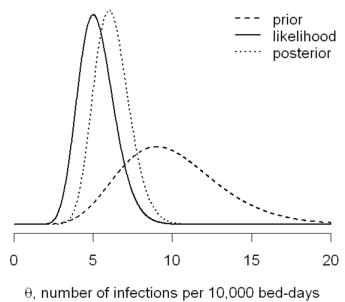 prior
likelihood
posterior
0 5 10 15 20
θ, number of infections per 10,000 bed-days